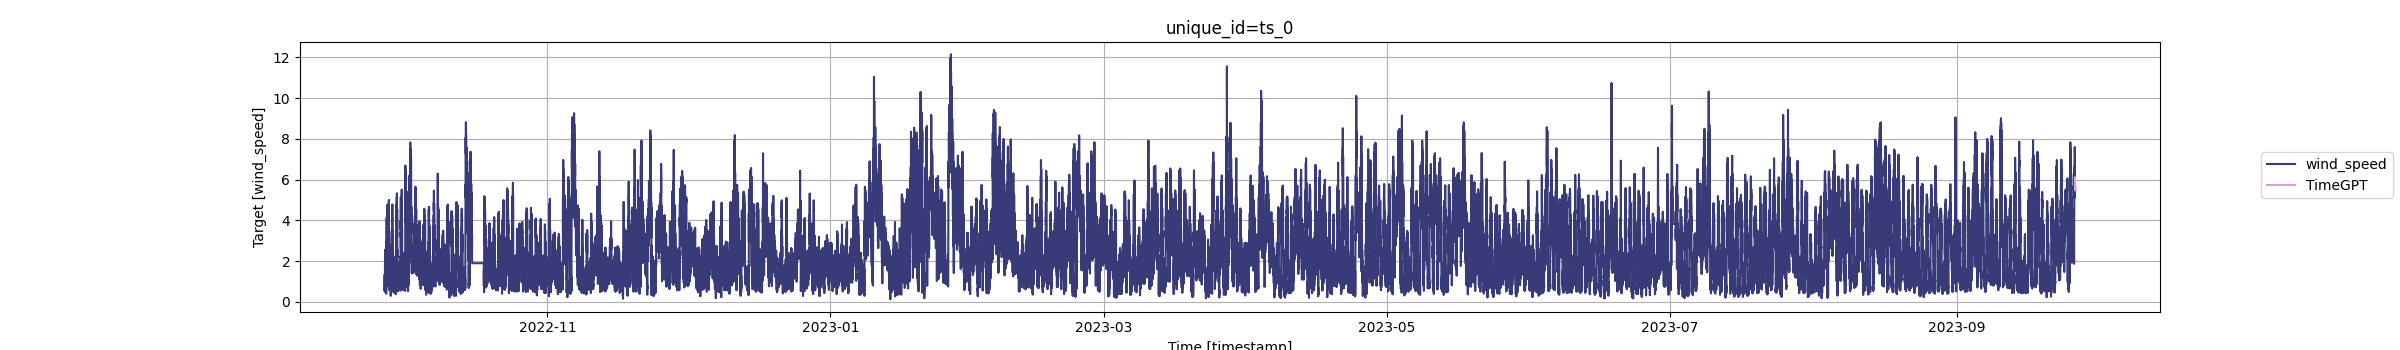 unique_id=ts_0
Target [wind_speed]
12
10
8
6
4
2
0
2022-11
2023-01
2023-03
2023-05
2023-07
2023-09
Time [timestamp]
wind_speed
TimeGPT